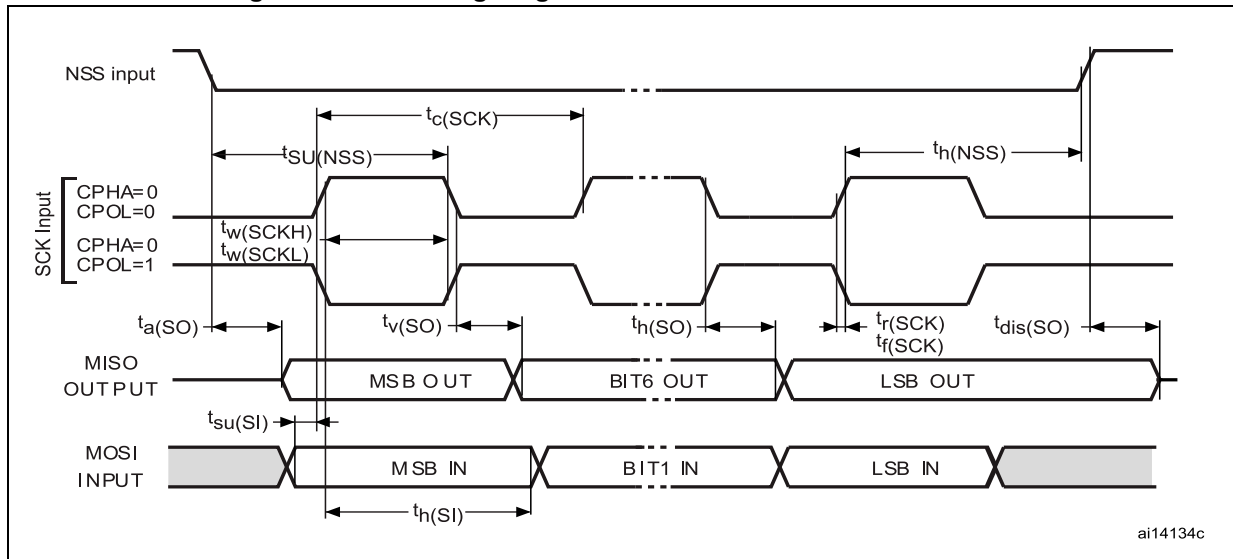 NSS input
tc(SCK)
tSU(NSS)
th(NSS)
SCK Input
CPHA=0
CPOL=0
CPHA=0
CPOL=1
tw(SCKH)
tw(SCKL)
ta(SO)
tv(SO)
th(SO)
tr(SCK)
tf(SCK)
tdis(SO)
MISO
OUTPUT
MSB OUT
BIT6 OUT
LSB OUT
tsu(SI)
MOSI
INPUT
MSB IN
BIT1 IN
LSB IN
th(SI)
ai14134c